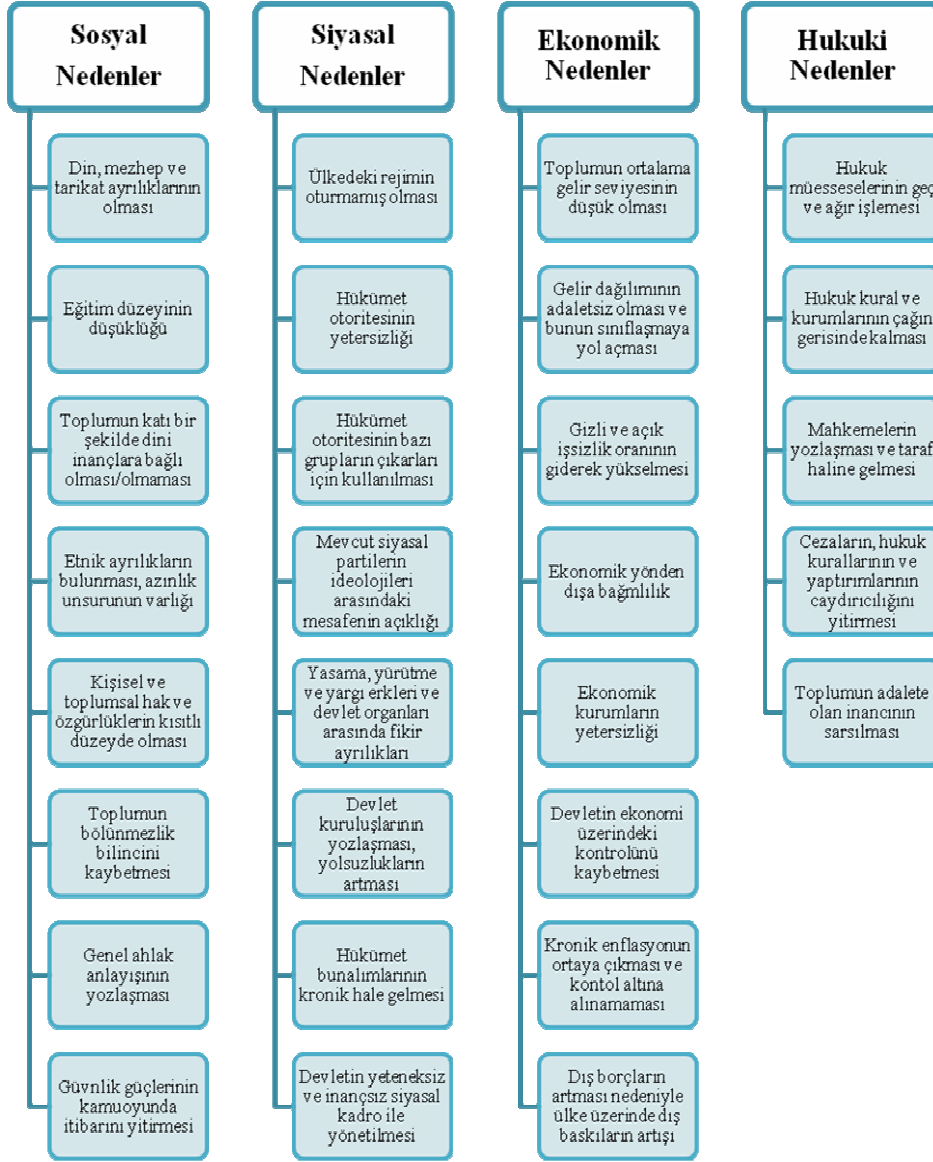 Sosyal
Nedenler
Din, mezhep ve
tarikat ayrılıklarının
olması
Eğitim düzeyinin
düşüklüğü
Toplumun katı bir
şekilde dini
inançlara bağlı
olması/olmaması
Etnik ayrılıkların
bulunması, azınlık
unsurunun varlığı
Kişisel ve
toplumsal hak ve
özgürlüklerin kısıtlı
düzeyde olması
Toplumun
bölünmezlik
bilincini
kaybetmesi
Genel ahlak
anlayışının
yozlaşması
Güvnlik güçlerinin
kamuoyunda
itibarını yitirmesi
Siyasal
Nedenler
Ülkedeki rejimin
oturmamış olması
Hükümet
otoritesinin
yetersizliği
Hükümet
otoritesinin bazı
grupların çıkarları
için kullanılması
Mevcut siyasal
partilerin
ideolojileri
arasındaki
mesafenin açıklığı
Yasama, yürütme
ve yargı erkleri ve
devlet organları
arasında fikir
ayrılıkları
Devlet
kuruluşlarının
yozlaşması,
yolsuzlukların
artması
Hükümet
bunalımlarının
kronik hale gelmesi
Devletin yeteneksiz
ve inançsız siyasal
kadro ile
yönetilmesi
Ekonomik
Nedenler
Toplumun ortalama
gelir seviyesinin
düşük olması
Gelir dağılımının
adaletsiz olması ve
bunun sınıflaşmaya
yol açması
Gizli ve açık
işsizlik oranının
giderek yükselmesi
Ekonomik yönden
dışa bağmlılık
Ekonomik
kurumların
yetersizliği
Devletin ekonomi
üzerindeki
kontrolünü
kaybetmesi
Kronik enflasyonun
ortaya çıkması ve
kontol altına
alınamaması
Dış borçların
artması nedeniyle
ülke üzerinde dış
baskıların artışı
Hukuki
Nedenler
Hukuk
müesseselerinin geç
ve ağır işlemesi
Hukuk kural ve
kurumlarının çağın
gerisinde kalması
Mahkemelerin
yozlaşması ve taraf
haline gelmesi
Cezaların, hukuk
kurallarının ve
yaptırımlarının
caydırıcılığını
yitirmesi
Toplumun adalete
olan inancının
sarsılması